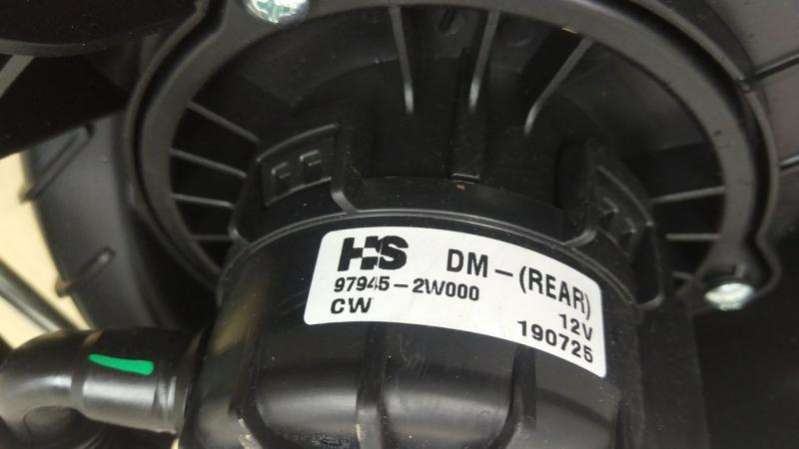 HS DM-(REAR)
97945-2W000
CW 12V
190725